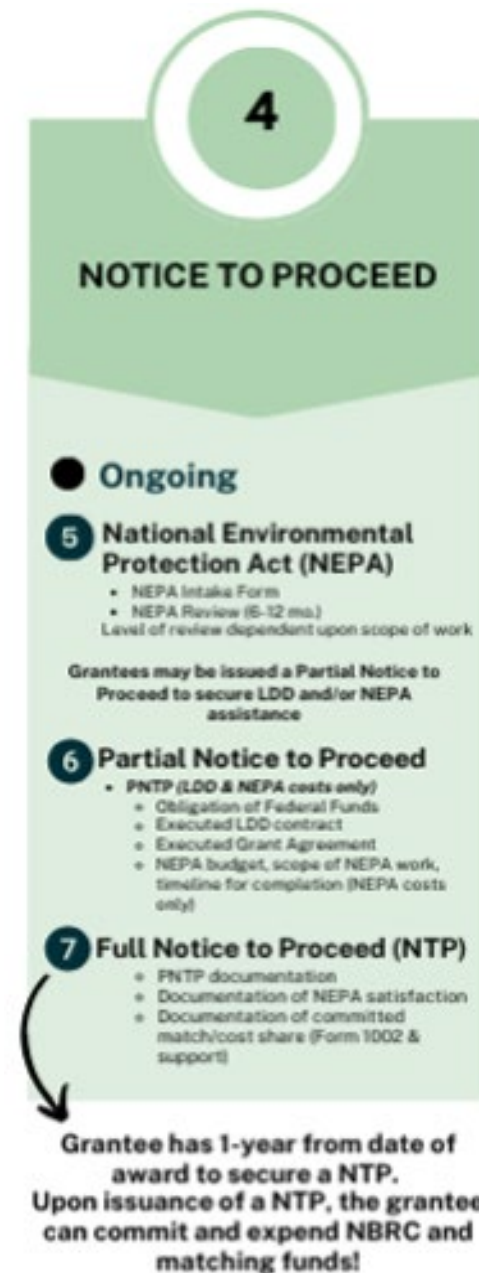 4
NOTICE TO PROCEED
Ongoing
5 National Environmental
Protection Act (NEPA)
• NEPA Intake Form
• NEPA Review (6-12 mo.)
Level of review dependent upon scope of work
Grantees may be issued a Partial Notice to
Proceed to secure LDD and/or NEPA
assistance
6 Partial Notice to Proceed
• PNTP (LDD & NEPA costs only)
Obligation of Federal Funds
Executed LDD contract
Executed Grant Agreement
NEPA budget, scope of NEPA work,
timeline for completion (NEPA costs
only)
7 Full Notice to Proceed (NTP)
PNTP documentation
Documentation of NEPA satisfaction
Documentation of committed
match/cost share (Form 1002 &
support)
Grantee has 1-year from date of
award to secure a NTP.
Upon issuance of a NTP, the grantee
can commit and expend NBRC and
matching funds!